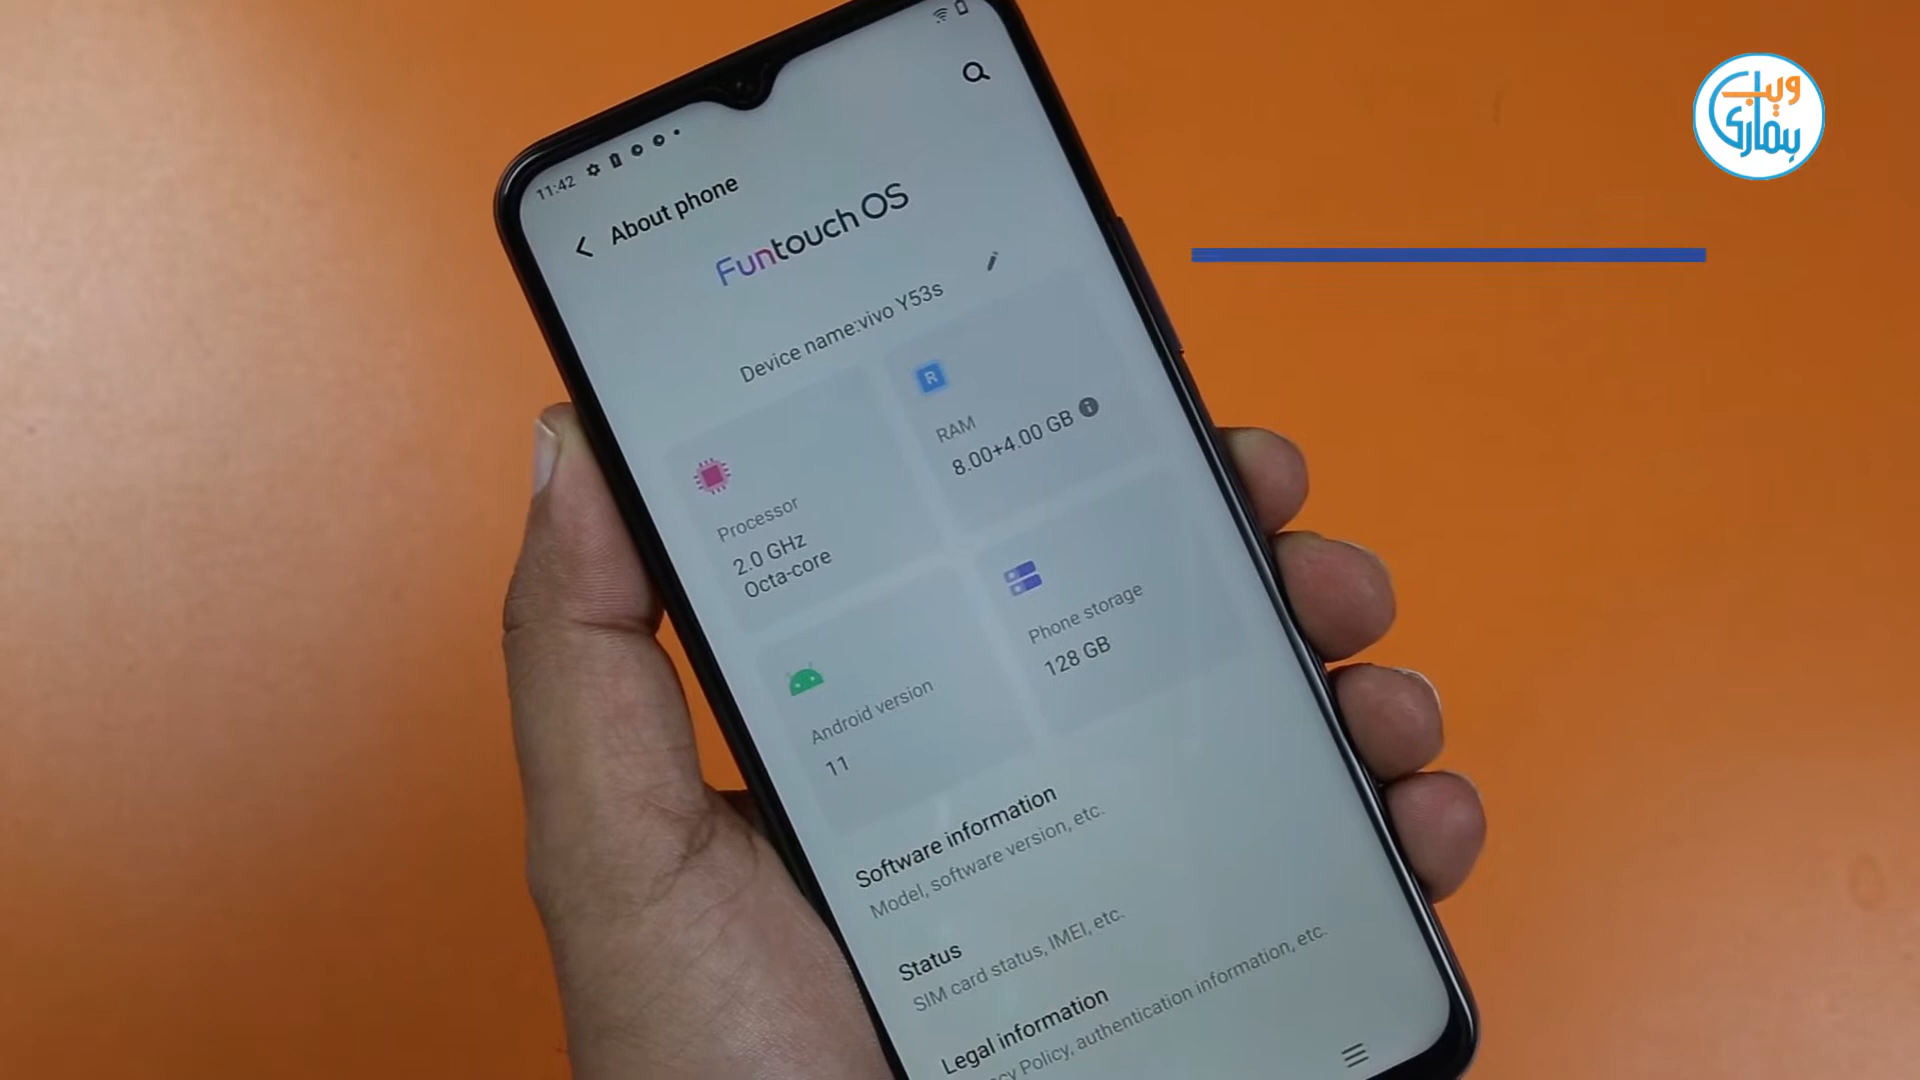 ویب
ہماری
11:42
About phone
Funtouch OS
Device name:vivo Y53s
R
RAM
8.00+4.00 GB
Processor
2.0 GHz
Octa-core
Phone storage
128 GB
Android version
11
Software information
Model, software version, etc.
Status
SIM card status, IMEI, etc.
Legal information
Policy, authentication information, etc.